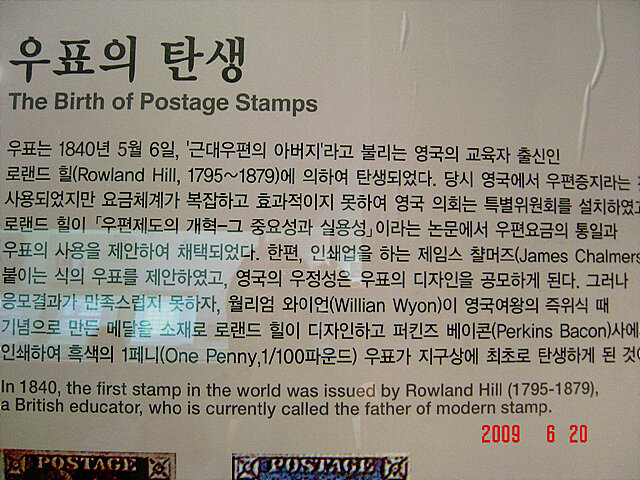 우표의 탄생
The Birth of Postage Stamps
우표는 1840년 5월 6일, '근대우편의 아버지'라고 불리는 영국의 교육자 출신인
로랜드 힐(Rowland Hill, 1795~1879)에 의하여 탄생되었다. 당시 영국에서 우편증지라는
사용되었지만 요금체계가 복잡하고 효과적이지 못하여 영국 의회는 특별위원회를 설치하였고
로랜드 힐이 「우편제도의 개혁-그 중요성과 실용성」이라는 논문에서 우편요금의 통일과
우표의 사용을 제안하여 채택되었다. 한편, 인쇄업을 하는 제임스 찰머즈(James Chalmers
붙이는 식의 우표를 제안하였고, 영국의 우정성은 우표의 디자인을 공모하게 된다. 그러나
응모결과가 만족스럽지 못하자, 월리엄 와이언(Willian Wyon)이 영국여왕의 즉위식 때
기념으로 만든 메달을 소재로 로랜드 힐이 디자인하고 퍼킨즈 베이콘(Perkins Bacon)사에
인쇄하여 흑색의 1페니(One Penny,1/100파운드) 우표가 지구상에 최초로 탄생하게 된
In 1840, the first stamp in the world was issued by Rowland Hill (1795-1879),
a British educator, who is currently called the father of modern stamp.
2009 6 20
POSTAGE POSTAGE